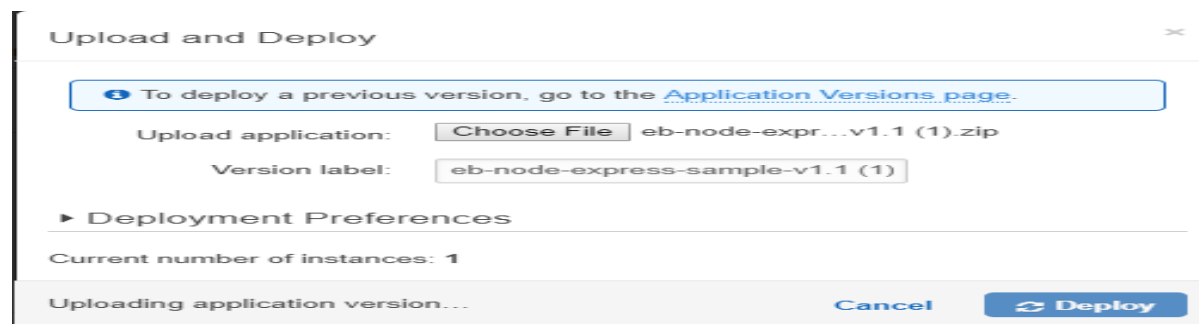 Upload and Deploy
To deploy a previous version, go to the Application Versions page.
Upload application: Choose File eb-node-expr...v1.1 (1).zip
Version label: eb-node-express-sample-v1.1 (1)
Deployment Preferences
Current number of instances: 1
Uploading application version... Cancel Deploy